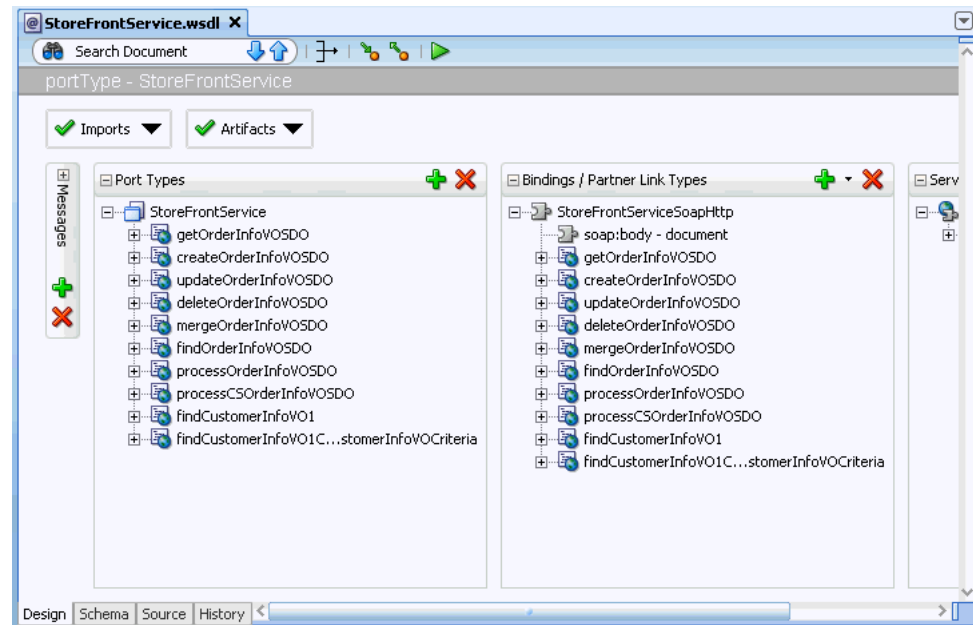 StoreFrontService.wsdl
Search Document
portType - StoreFrontService
Imports
Artifacts
Messages
Port Types
StoreFrontService
getOrderInfoVOSDO
createOrderInfoVOSDO
updateOrderInfoVOSDO
deleteOrderInfoVOSDO
mergeOrderInfoVOSDO
findOrderInfoVOSDO
processOrderInfoVOSDO
processCSOrderInfoVOSDO
findCustomerInfoVO1
findCustomerInfoVO1C...stomerInfoVOCriteria
Bindings / Partner Link Types
StoreFrontServiceSoapHttp
soap:body - document
getOrderInfoVOSDO
createOrderInfoVOSDO
updateOrderInfoVOSDO
deleteOrderInfoVOSDO
mergeOrderInfoVOSDO
findOrderInfoVOSDO
processOrderInfoVOSDO
processCSOrderInfoVOSDO
findCustomerInfoVO1
findCustomerInfoVO1C...stomerInfoVOCriteria
Serv
Design Schema Source History